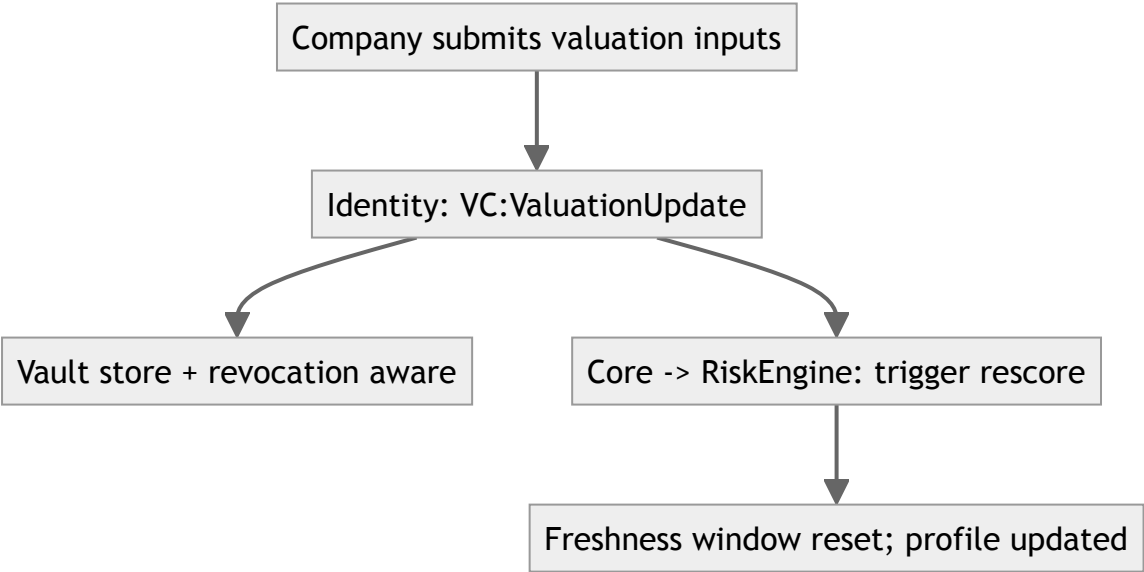 Company submits valuation inputs
Identity: VC:ValuationUpdate
Vault store + revocation aware
Core -> RiskEngine: trigger rescore
Freshness window reset; profile updated